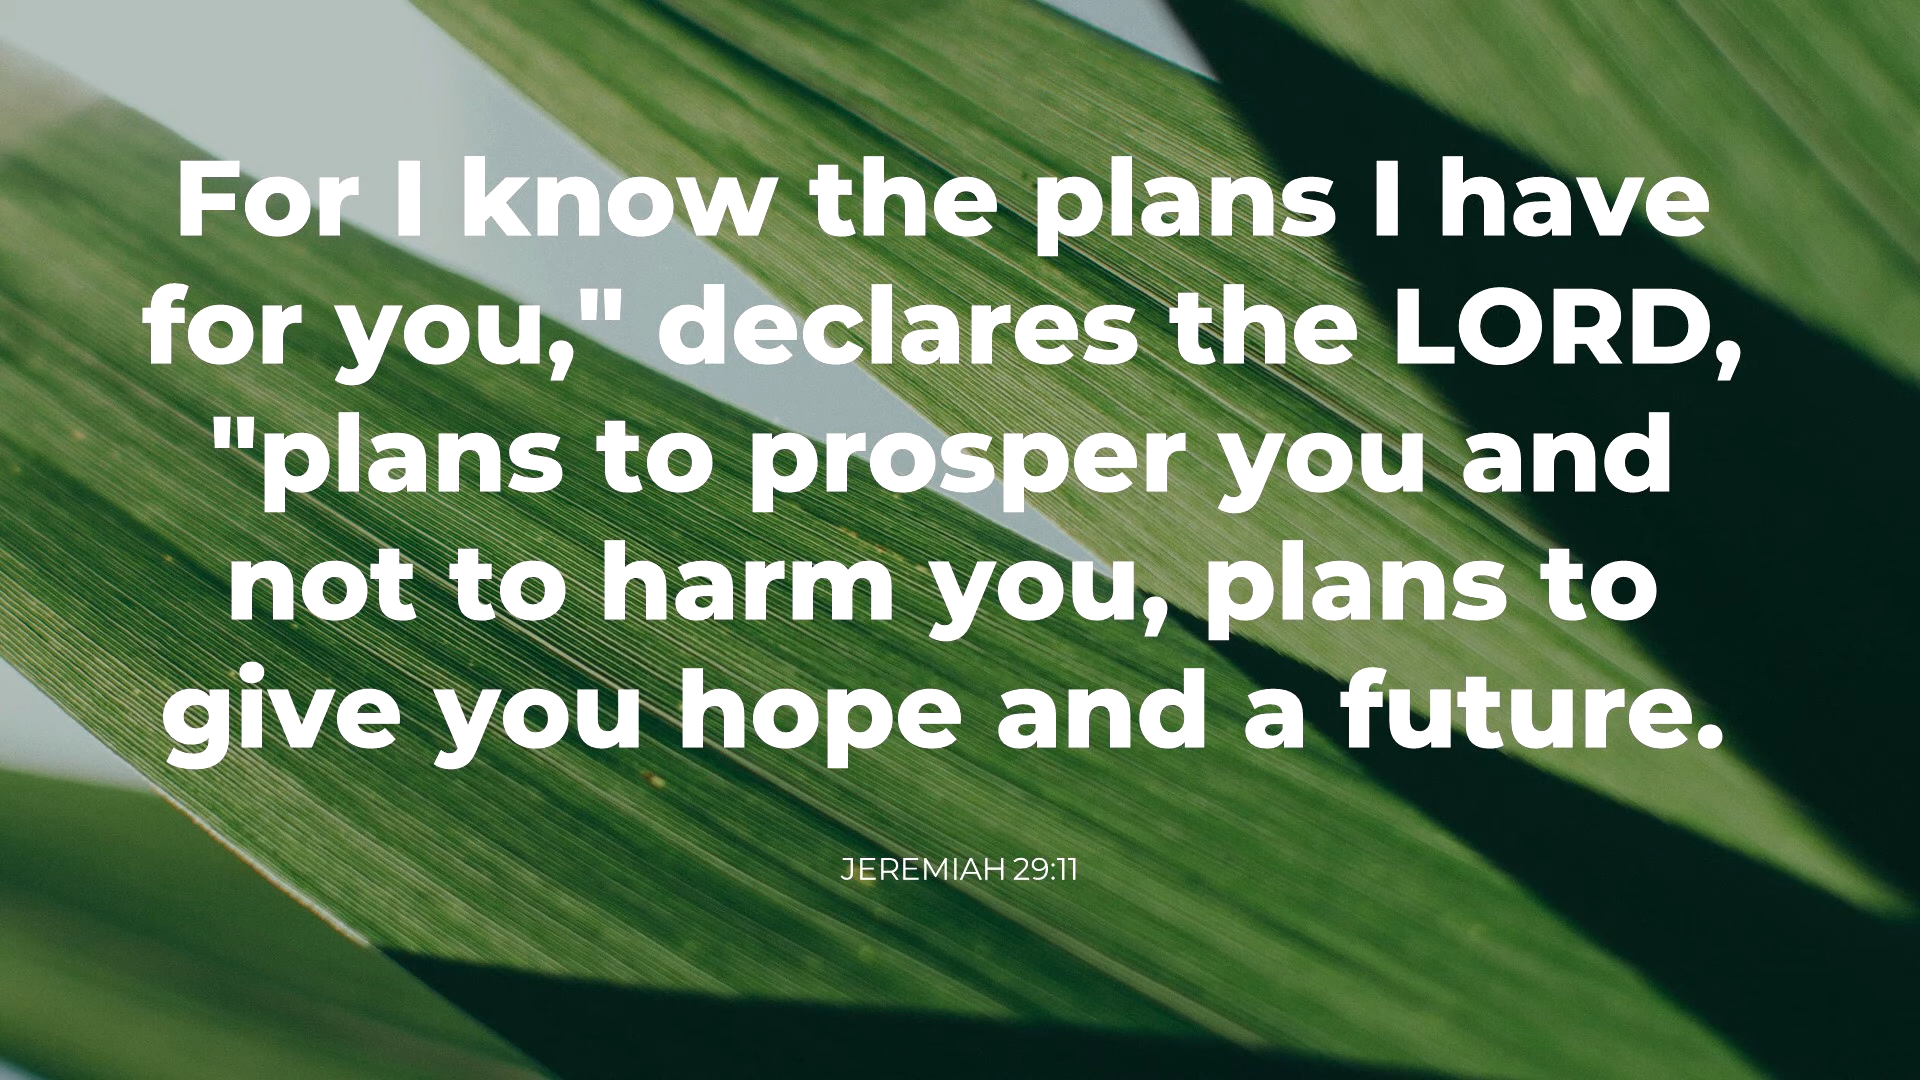 For I know the plans I have
for you," declares the LORD,
"plans to prosper you and
not to harm you, plans to
give you hope and a future.
JEREMIAH 29:11